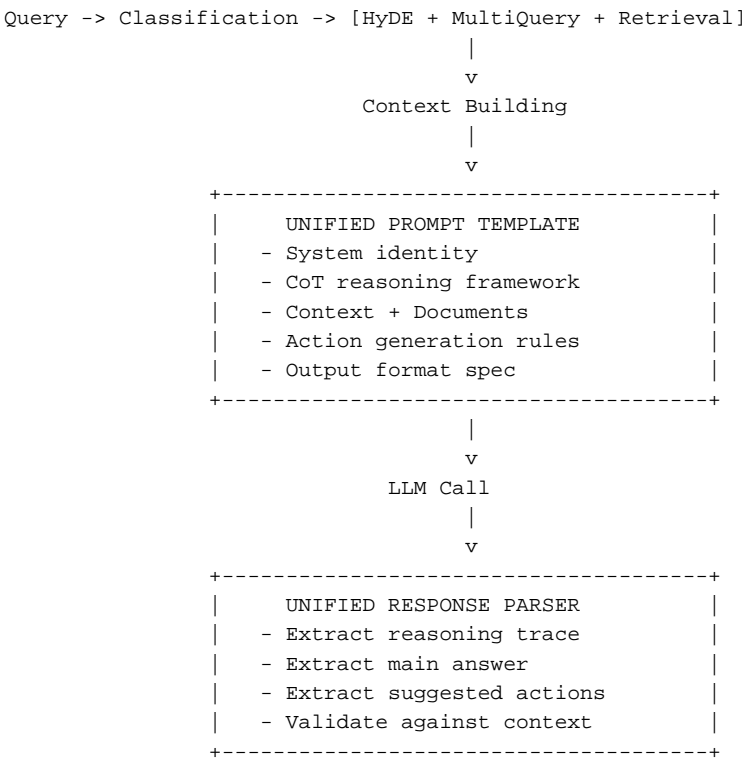 Query -> Classification -> [HyDE + MultiQuery + Retrieval]
|
v
Context Building
|
v
+-------------------------------------+
| UNIFIED PROMPT TEMPLATE |
| - System identity |
| - CoT reasoning framework |
| - Context + Documents |
| - Action generation rules |
| - Output format spec |
+-------------------------------------+
|
v
LLM Call
|
v
+-------------------------------------+
| UNIFIED RESPONSE PARSER |
| - Extract reasoning trace |
| - Extract main answer |
| - Extract suggested actions |
| - Validate against context |
+-------------------------------------+